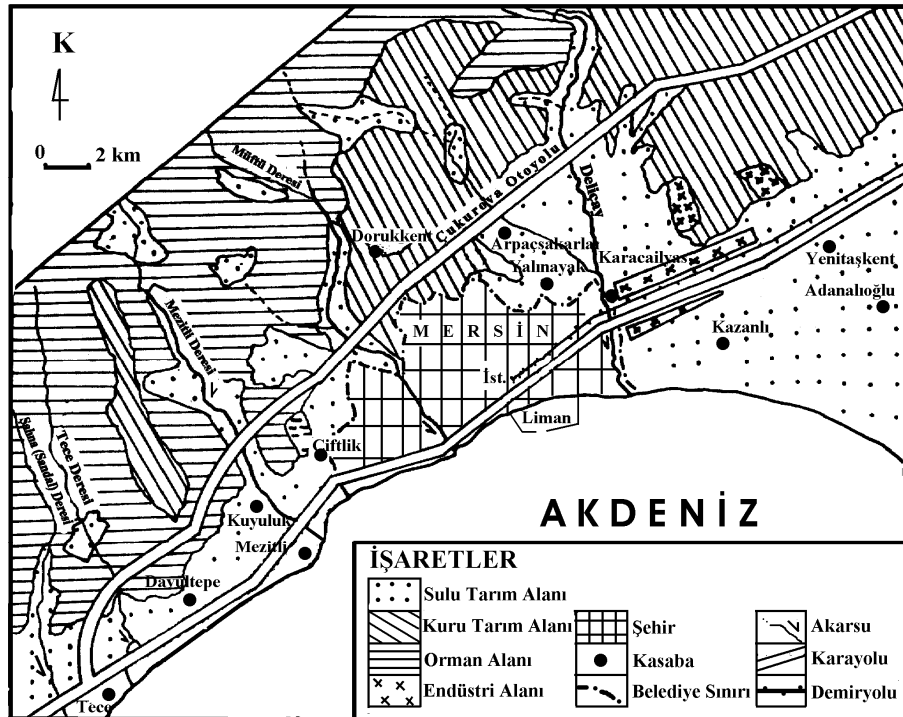 K
0 2 km
Müftü Deresi
Çukurova Otoyolu
Deliçay
Dorukkent
Arpaçsakarlar
Yalınayak
Karacailyas
Yenitaşkent
Adanalıoğlu
Kazanlı
MERSİN
İst.
Liman
Mezitli Deresi
Tece Deresi
(Sandal) Deresi
Çiftlik
Kuyuluk
Mezitli
Davultepe
Tece
AKDENİZ
İŞARETLER
Sulu Tarım Alanı
Kuru Tarım Alanı
Orman Alanı
Endüstri Alanı
Şehir
Kasaba
Belediye Sınırı
Akarsu
Karayolu
Demiryolu